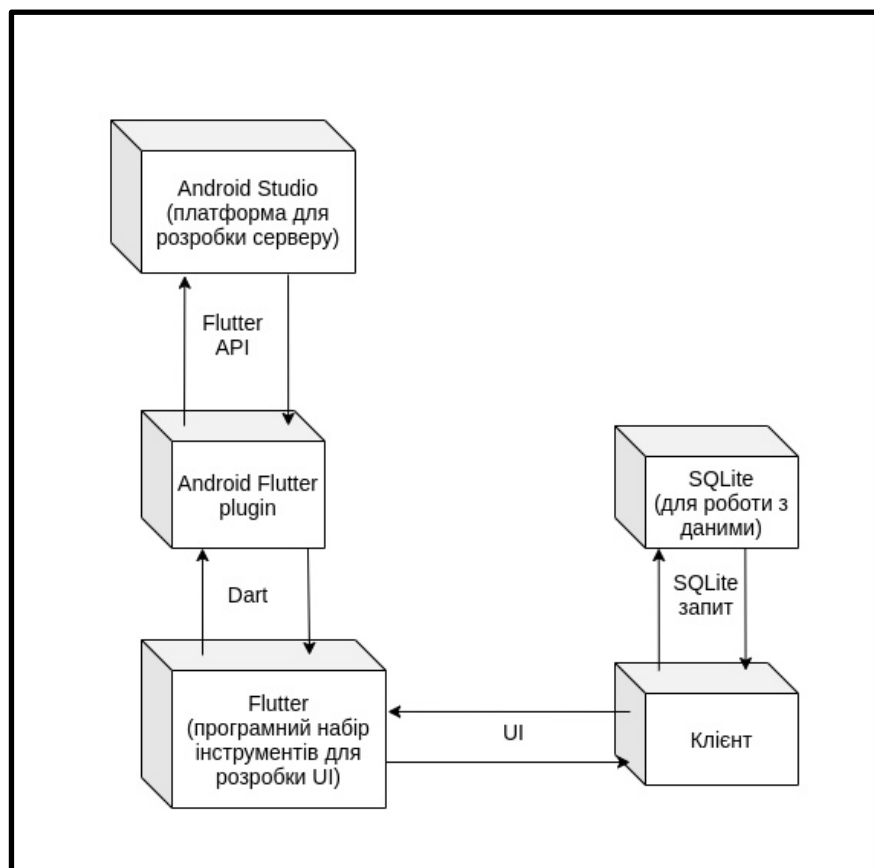 Android Studio
(платформа для
розробки серверу)
Flutter
API
Android Flutter
plugin
Dart
Flutter
(програмний набір
інструментів для
розробки UI)
UI
SQLite
(для роботи з
даними)
SQLite
запит
Клієнт